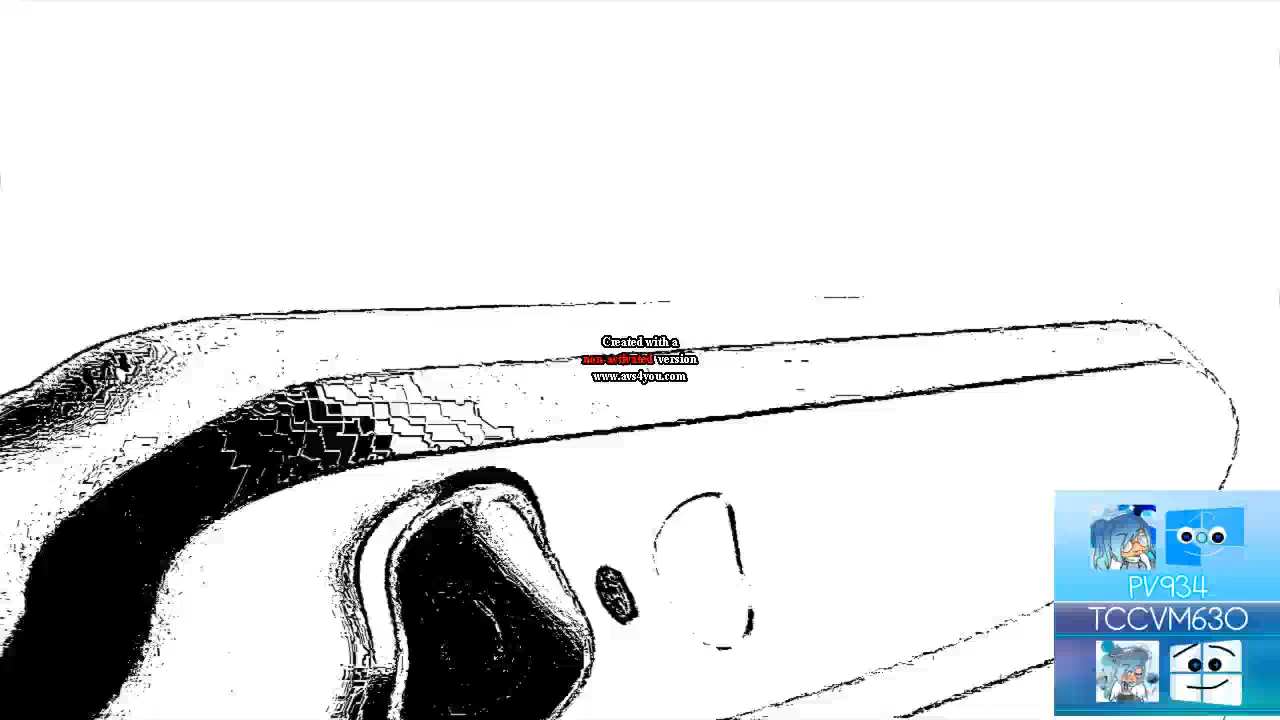 Created with a
non-activated version
www.avs4you.com
PV934
TCCVM630